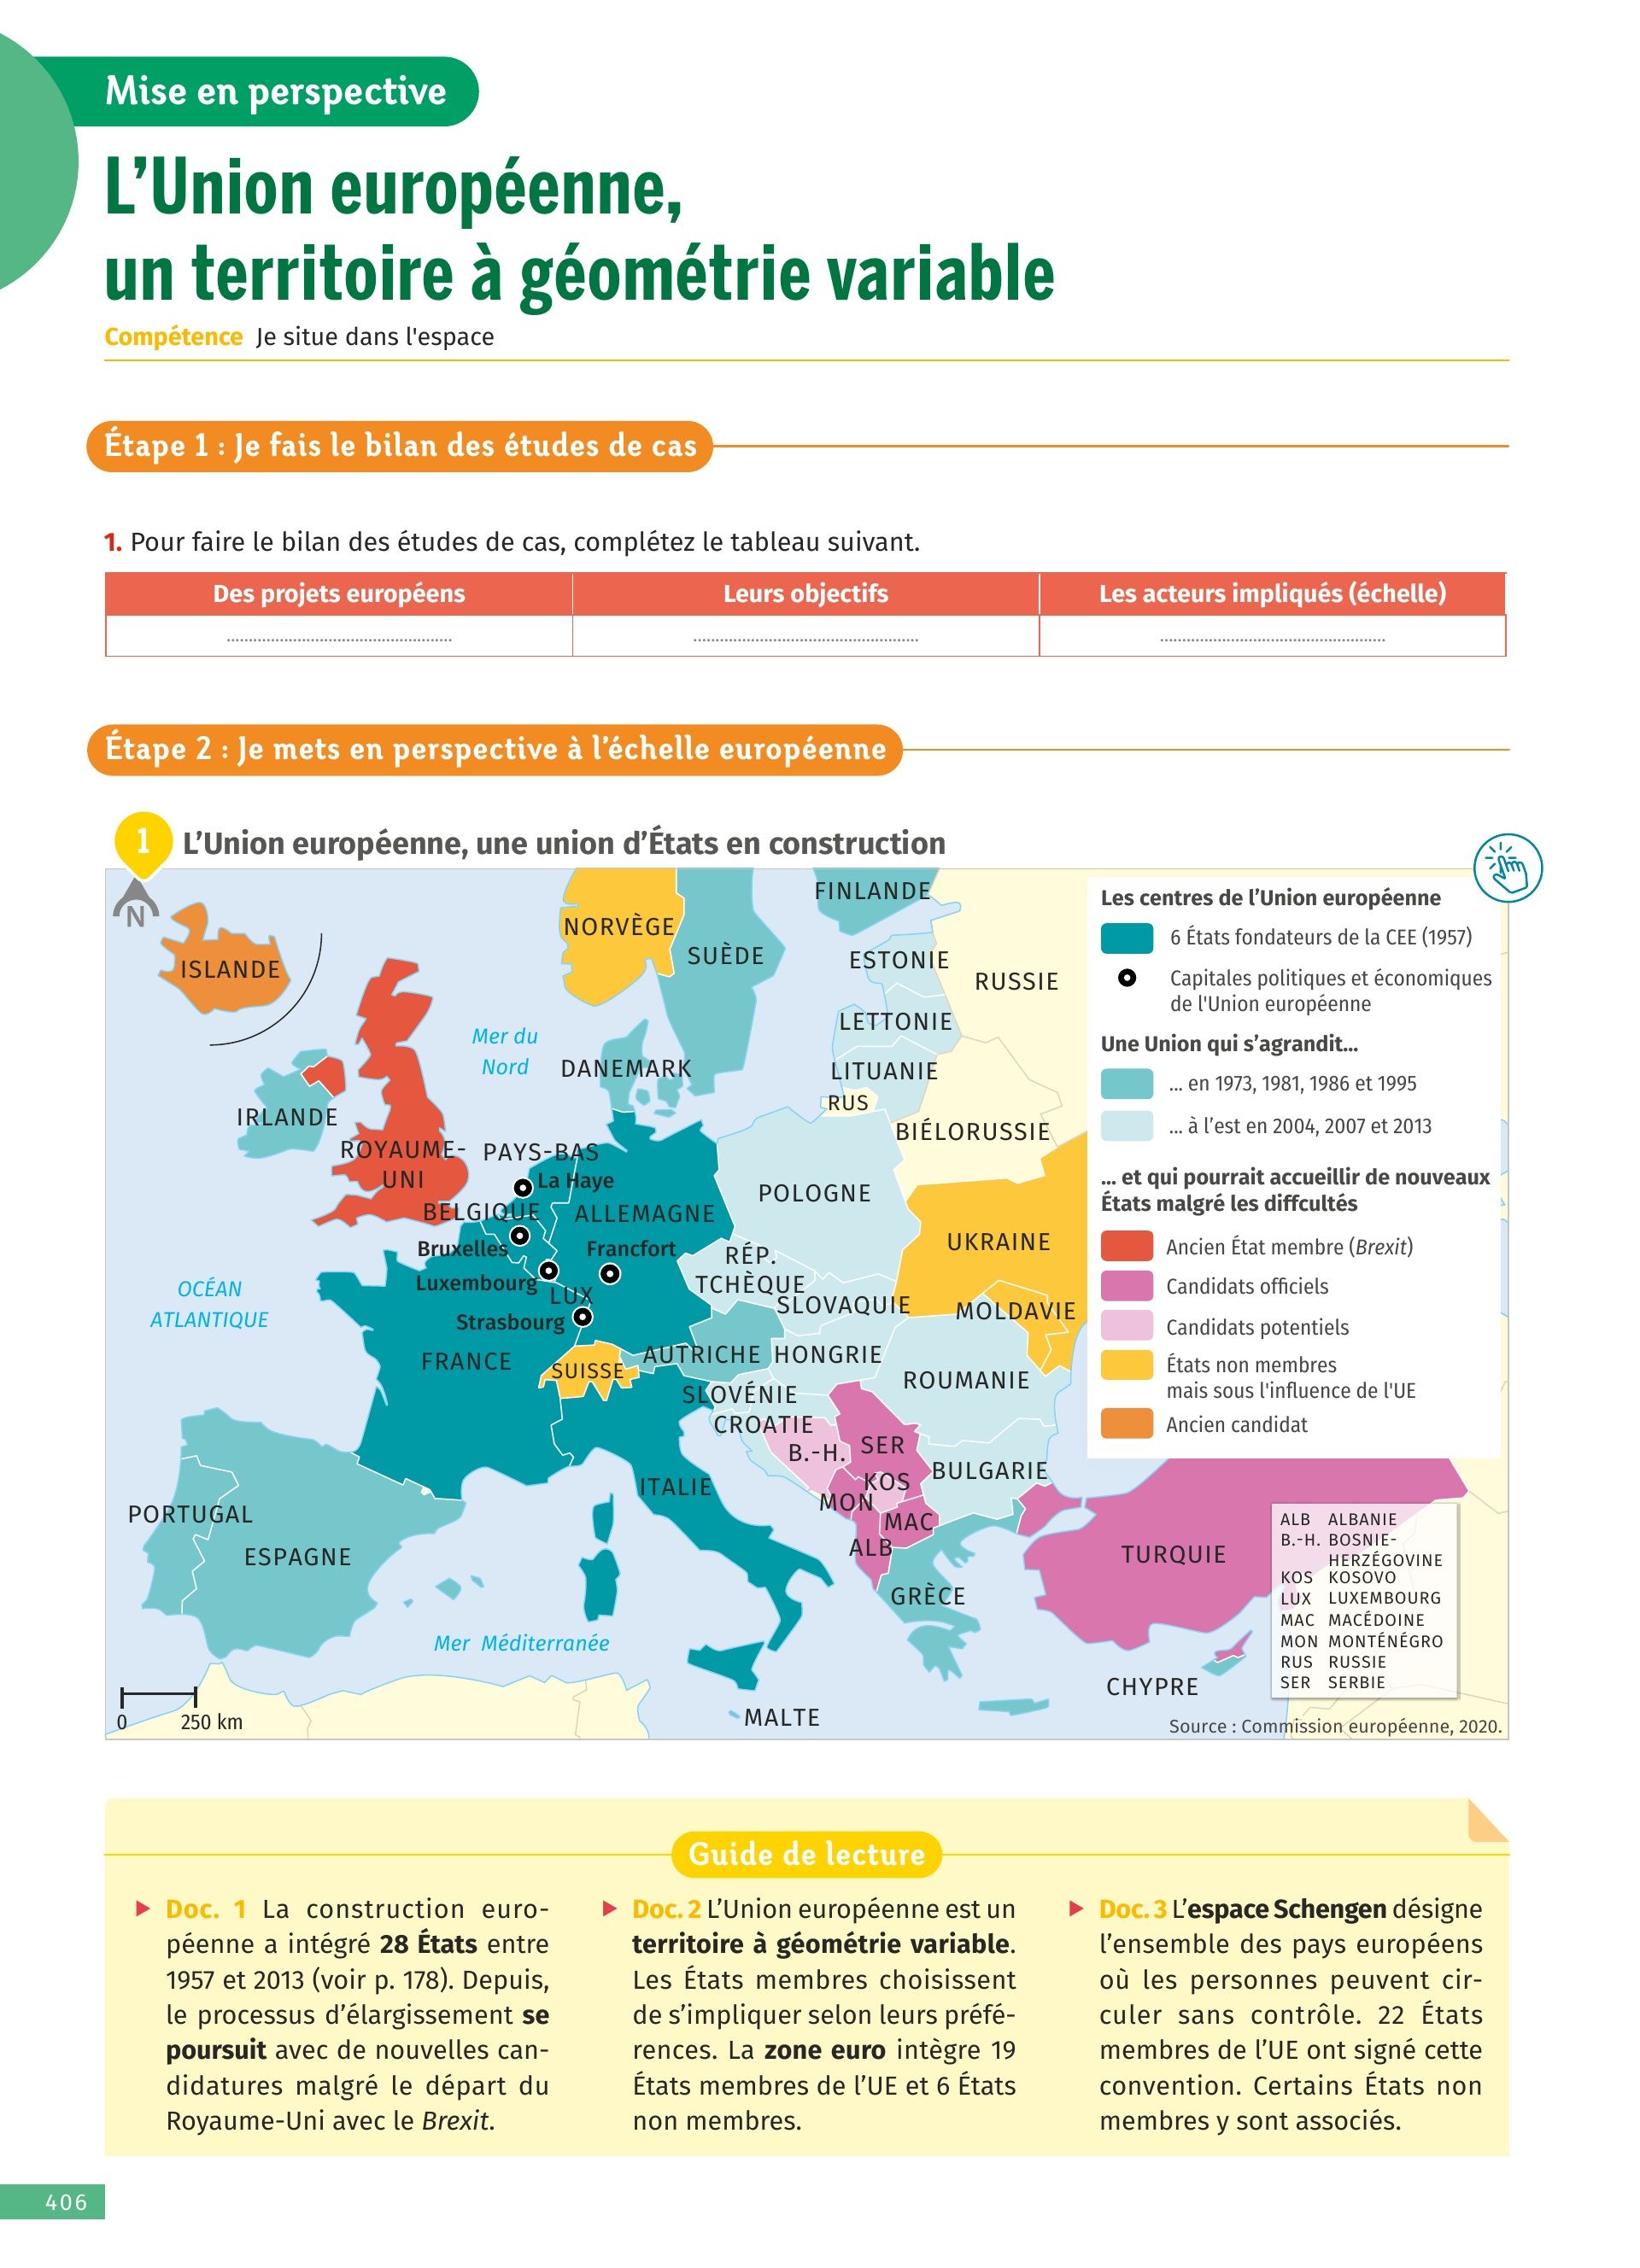 Mise en perspective
L'Union européenne,
un territoire à géométrie variable
Compétence Je situe dans l'espace
Étape 1 : Je fais le bilan des études de cas
1. Pour faire le bilan des études de cas, complétez le tableau suivant.
Des projets européens Leurs objectifs Les acteurs impliqués (échelle)
Étape 2 : Je mets en perspective à l'échelle européenne
1 L'Union européenne, une union d'États en construction
N
ISLANDE
NORVÈGE
SUÈDE
FINLANDE
ESTONIE
RUSSIE
LETTONIE
LITUANIE
RUS
BIÉLORUSSIE
Mer du
Nord
DANEMARK
IRLANDE
ROYAUME-
UNI
PAYS-BAS
La Haye
BELGIQUE
ALLEMAGNE
POLOGNE
UKRAINE
Bruxelles
Francfort
Luxembourg
LUX
Strasbourg
RÉP.
TCHÈQUE
SLOVAQUIE
MOLDAVIE
OCÉAN
ATLANTIQUE
FRANCE
SUISSE
AUTRICHE
HONGRIE
ROUMANIE
SLOVÉNIE
CROATIE
B.-H.
SER
KOS
BULGARIE
MON
MAC
ALB
ITALIE
PORTUGAL
ESPAGNE
GRÈCE
TURQUIE
Mer Méditerranée
CHYPRE
MALTE
0 250 km
Les centres de l'Union européenne
6 États fondateurs de la CEE (1957)
Capitales politiques et économiques
de l'Union européenne
Une Union qui s'agrandit...
... en 1973, 1981, 1986 et 1995
... à l'est en 2004, 2007 et 2013
... et qui pourrait accueillir de nouveaux
États malgré les diffcultés
Ancien État membre (Brexit)
Candidats officiels
Candidats potentiels
États non membres
mais sous l'influence de l'UE
Ancien candidat
ALB ALBANIE
B.-H. BOSNIE-
HERZÉGOVINE
KOS KOSOVO
LUX LUXEMBOURG
MAC MACÉDOINE
MON MONTÉNÉGRO
RUS RUSSIE
SER SERBIE
Source : Commission européenne, 2020.
Guide de lecture
Doc. 1 La construction euro-
péenne a intégré 28 États entre
1957 et 2013 (voir p. 178). Depuis,
le processus d'élargissement se
poursuit avec de nouvelles can-
didatures malgré le départ du
Royaume-Uni avec le Brexit.
Doc. 2 L'Union européenne est un
territoire à géométrie variable.
Les États membres choisissent
de s'impliquer selon leurs préfé-
rences. La zone euro intègre 19
États membres de l'UE et 6 États
non membres.
Doc. 3 L'espace Schengen désigne
l'ensemble des pays européens
où les personnes peuvent cir-
culer sans contrôle. 22 États
membres de l'UE ont signé cette
convention. Certains États non
membres y sont associés.
406